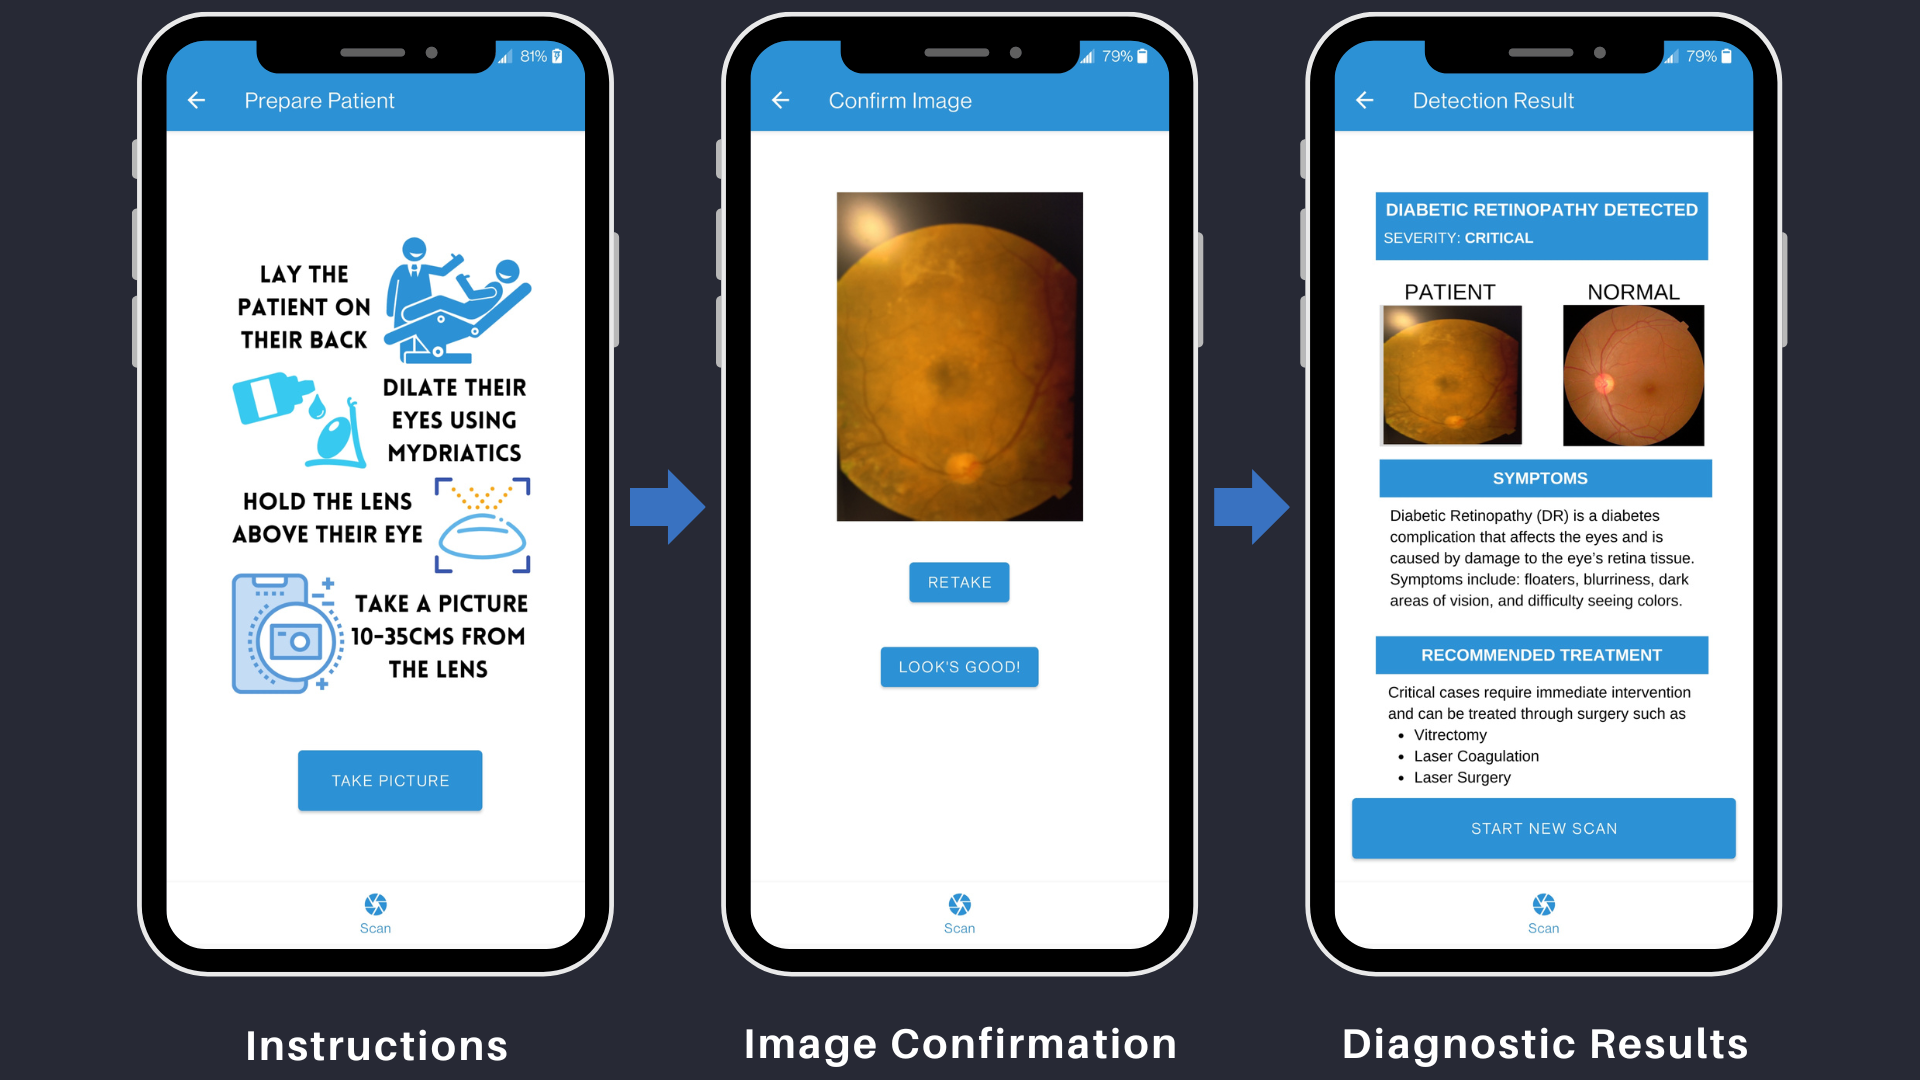 81%
Prepare Patient
LAY THE
PATIENT ON
THEIR BACK
DILATE THEIR
EYES USING
MYDRIATICS
HOLD THE LENS
ABOVE THEIR EYE
TAKE A PICTURE
10-35CMS FROM
THE LENS
TAKE PICTURE
Scan
Instructions
79%
Confirm Image
RETAKE
LOOK'S GOOD!
Scan
Image Confirmation
79%
Detection Result
DIABETIC RETINOPATHY DETECTED
SEVERITY: CRITICAL
PATIENT NORMAL
SYMPTOMS
Diabetic Retinopathy (DR) is a diabetes
complication that affects the eyes and is
caused by damage to the eye's retina tissue.
Symptoms include: floaters, blurriness, dark
areas of vision, and difficulty seeing colors.
RECOMMENDED TREATMENT
Critical cases require immediate intervention
and can be treated through surgery such as
• Vitrectomy
• Laser Coagulation
• Laser Surgery
START NEW SCAN
Scan
Diagnostic Results